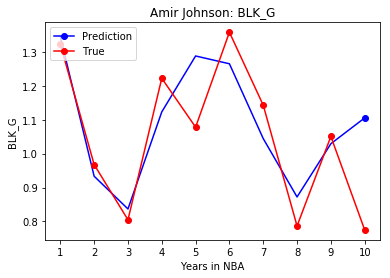 Amir Johnson: BLK_G
Prediction
True
BLK_G
1.3
1.2
1.1
1.0
0.9
0.8
1 2 3 4 5 6 7 8 9 10
Years in NBA